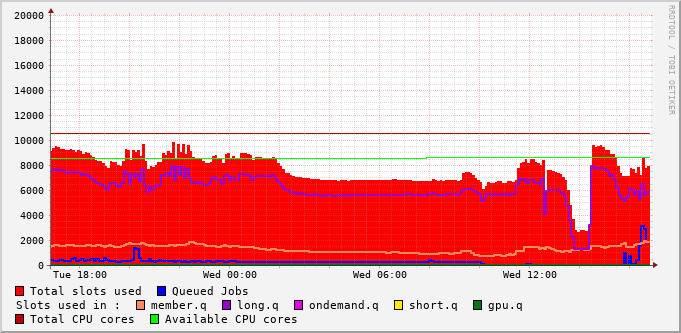 RRDTOOL / TOBI OETIKER
20000
18000
16000
14000
12000
10000
8000
6000
4000
2000
0
Tue 18:00 Wed 00:00 Wed 06:00 Wed 12:00
Total slots used Queued Jobs
Slots used in : member.q long.q ondemand.q short.q gpu.q
Total CPU cores Available CPU cores